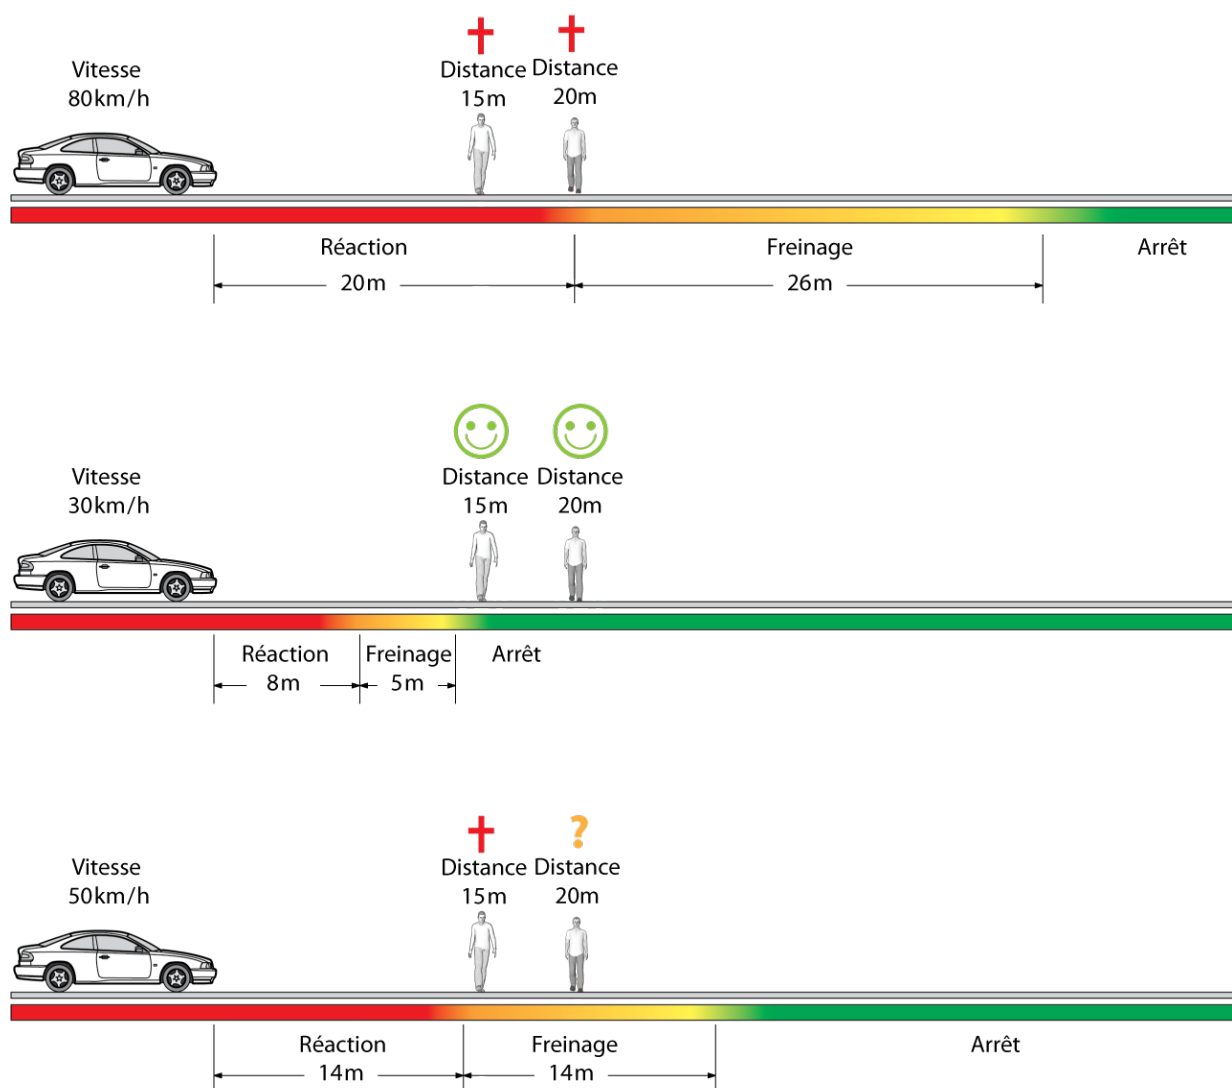 Vitesse
80km/h
Distance
15m
Distance
20m
Réaction
20m
Freinage
26m
Arrêt
Vitesse
30km/h
Distance
15m
Distance
20m
Réaction
8m
Freinage
5m
Arrêt
Vitesse
50km/h
Distance
15m
?
Distance
20m
Réaction
14m
Freinage
14m
Arrêt